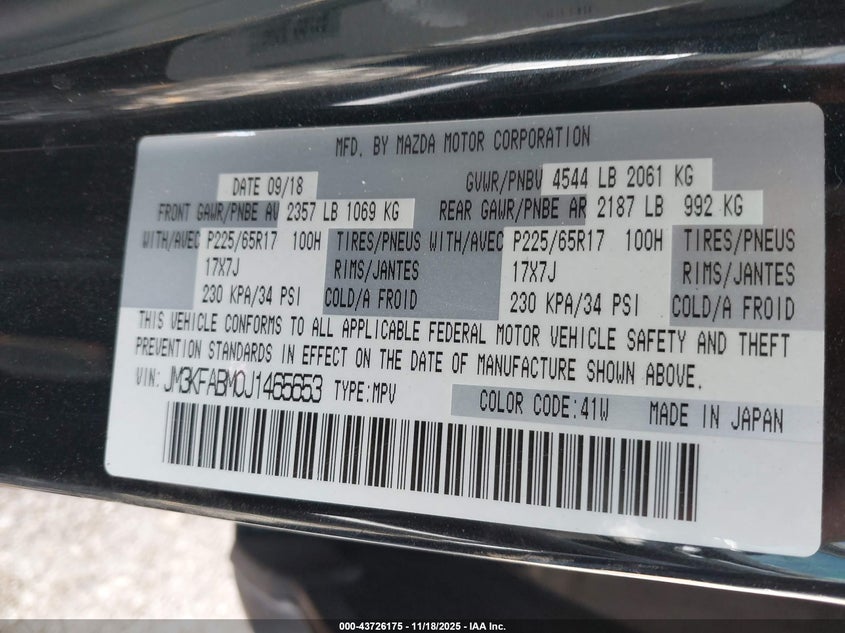 MFD. BY MAZDA MOTOR CORPORATION
DATE 09/18 GVWR/PNBV 4544 LB 2061 KG
FRONT GAWR/PNBE AV 2357 LB 1069 KG REAR GAWR/PNBE AR 2187 LB 992 KG
WITH/AVEC P225/65R17 100H TIRES/PNEUS WITH/AVEC P225/65R17 100H TIRES/PNEUS
17X7J RIMS/JANTES 17X7J RIMS/JANTES
230 KPA/34 PSI COLD/A FROID 230 KPA/34 PSI COLD/A FROID
THIS VEHICLE CONFORMS TO ALL APPLICABLE FEDERAL MOTOR VEHICLE SAFETY AND THEFT
PREVENTION STANDARDS IN EFFECT ON THE DATE OF MANUFACTURE SHOWN ABOVE.
VIN: JM3KFABM0J1465653 TYPE:MPV COLOR CODE:41W MADE IN JAPAN
000-43726175 - 11/18/2025 - IAA Inc.